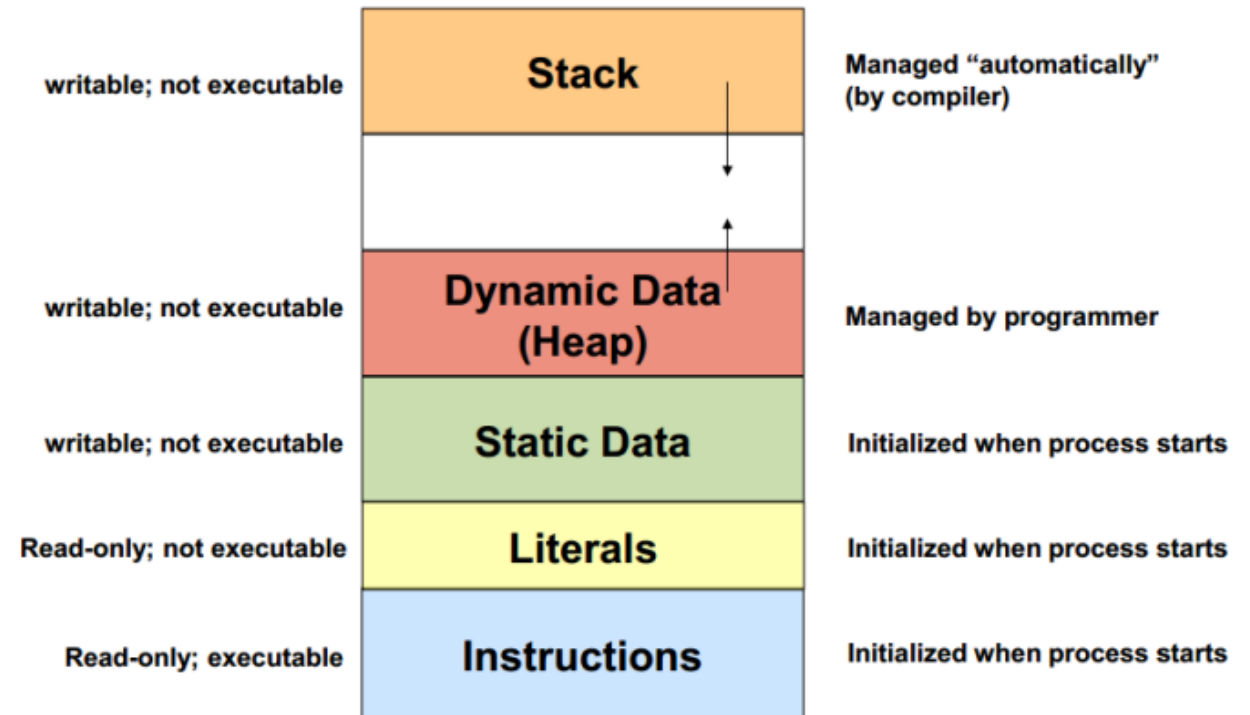 writable; not executable
Stack
Managed “automatically”
(by compiler)
writable; not executable
Dynamic Data
(Heap)
Managed by programmer
writable; not executable
Static Data
Initialized when process starts
Read-only; not executable
Literals
Initialized when process starts
Read-only; executable
Instructions
Initialized when process starts